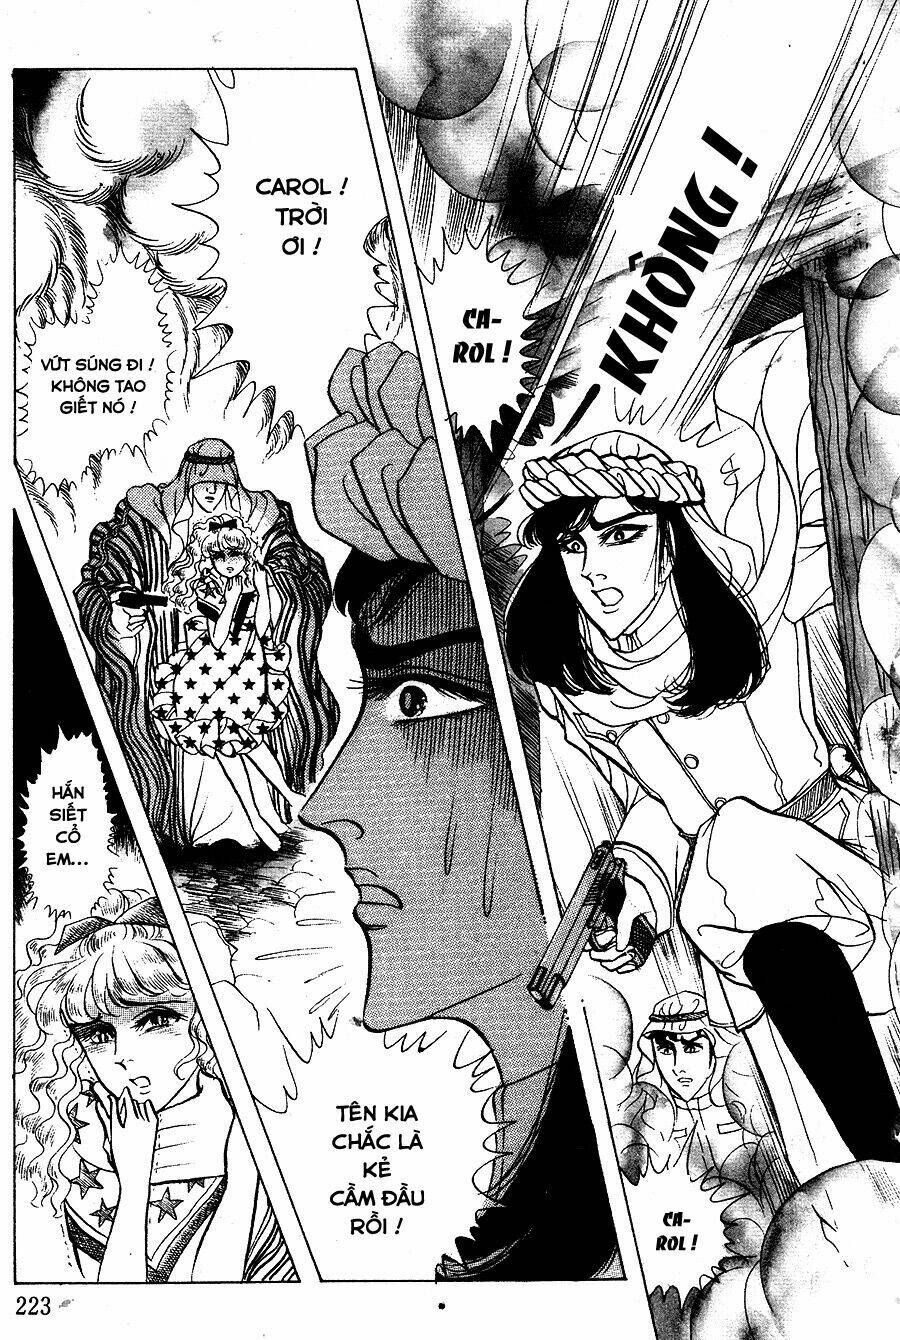 KHÔNG !
CA-
ROL !
CAROL !
TRỜI
ƠI !
VỨT SÚNG ĐI !
KHÔNG TAO
GIẾT NÓ !
CA-
ROL !
TÊN KIA
CHẮC LÀ
KẺ
CẦM ĐẦU
RỒI !
HẮN
SIẾT
CỔ
EM...
223